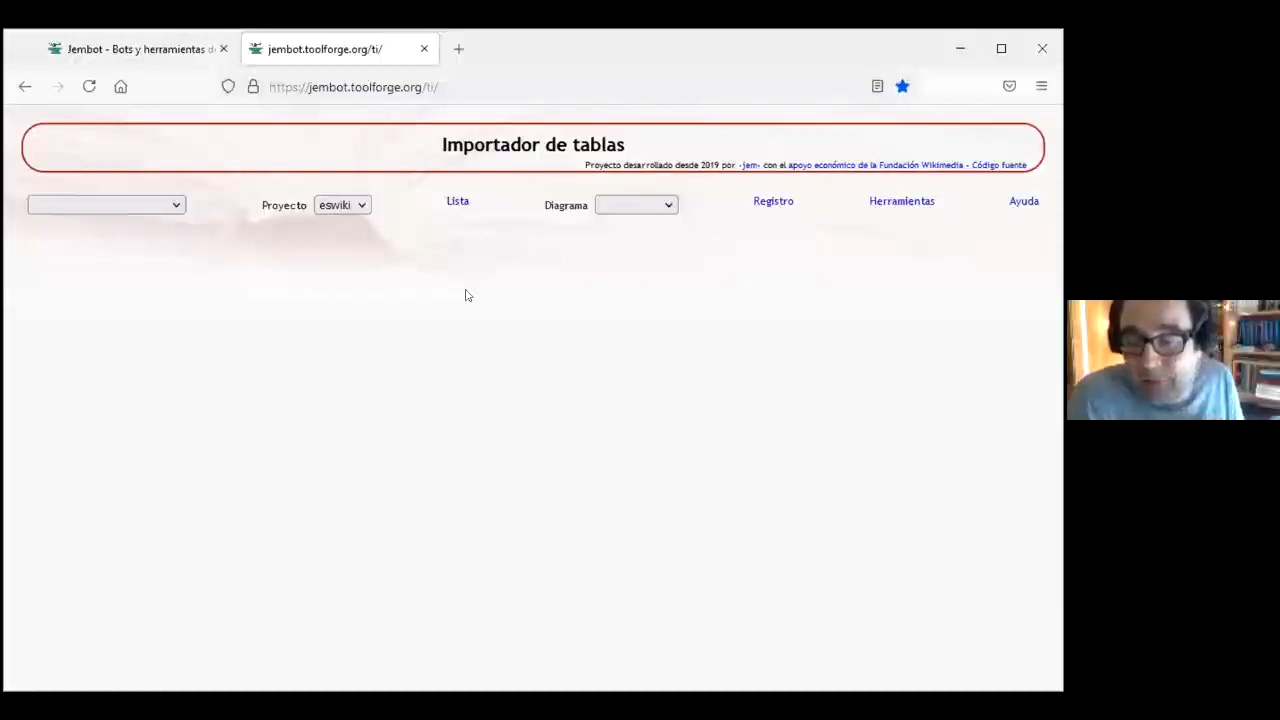 Jembot - Bots y herramientas d
jembot.toolforge.org/ti/
https://jembot.toolforge.org/ti/
Importador de tablas
Proyecto desarrollado desde 2019 por -jem- con el apoyo económico de la Fundación Wikimedia - Código fuente
Proyecto eswiki Lista Diagrama Registro Herramientas Ayuda